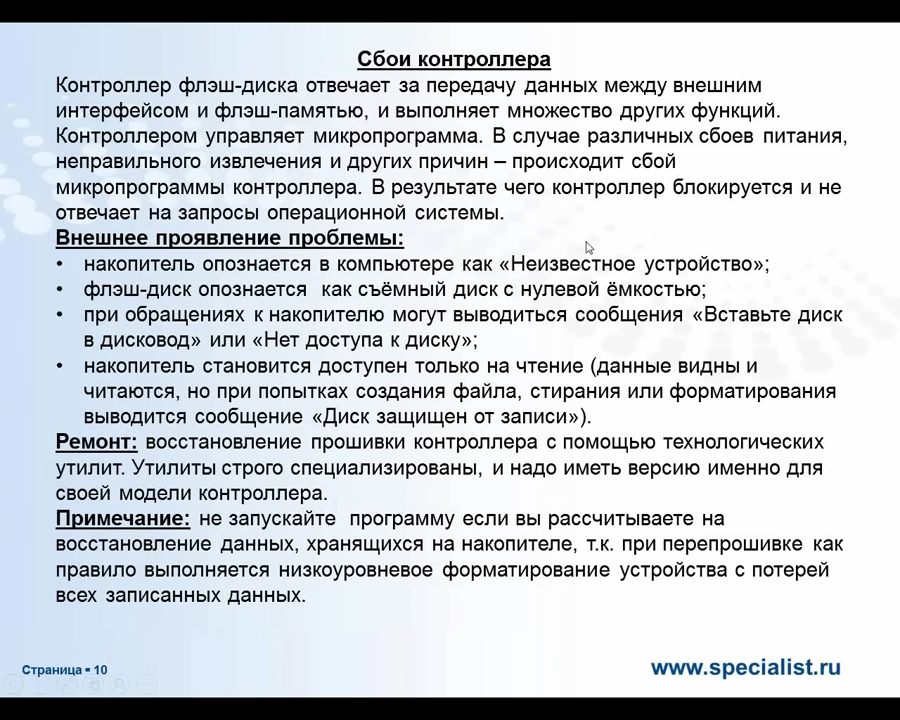 Сбои контроллера
Контроллер флэш-диска отвечает за передачу данных между внешним
интерфейсом и флэш-памятью, и выполняет множество других функций.
Контроллером управляет микропрограмма. В случае различных сбоев питания,
неправильного извлечения и других причин – происходит сбой
микропрограммы контроллера. В результате чего контроллер блокируется и не
отвечает на запросы операционной системы.
Внешнее проявление проблемы:
• накопитель опознается в компьютере как «Неизвестное устройство»;
• флэш-диск опознается как съёмный диск с нулевой ёмкостью;
• при обращениях к накопителю могут выводиться сообщения «Вставьте диск
в дисковод» или «Нет доступа к диску»;
• накопитель становится доступен только на чтение (данные видны и
читаются, но при попытках создания файла, стирания или форматирования
выводится сообщение «Диск защищен от записи»).
Ремонт: восстановление прошивки контроллера с помощью технологических
утилит. Утилиты строго специализированы, и надо иметь версию именно для
своей модели контроллера.
Примечание: не запускайте программу если вы рассчитываете на
восстановление данных, хранящихся на накопителе, т.к. при перепрошивке как
правило выполняется низкоуровневое форматирование устройства с потерей
всех записанных данных.
Страница ▪ 10
www.specialist.ru